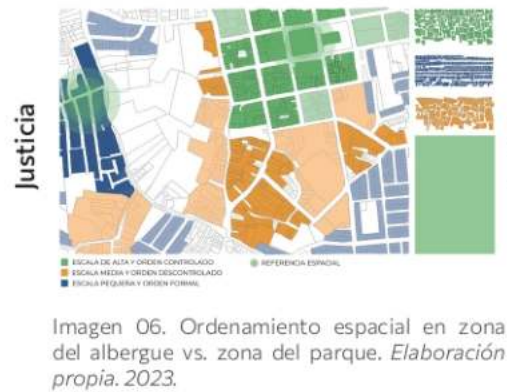 Justicia
ESCALA DE ALTA Y ORDEN CONTROLADO
REFERENCIA ESPACIAL
ESCALA MEDIA Y ORDEN DESCONTROLADO
ESCALA PEQUEÑA Y ORDEN FORMAL
Imagen 06. Ordenamiento espacial en zona
del albergue vs. zona del parque. Elaboración
propia. 2023.